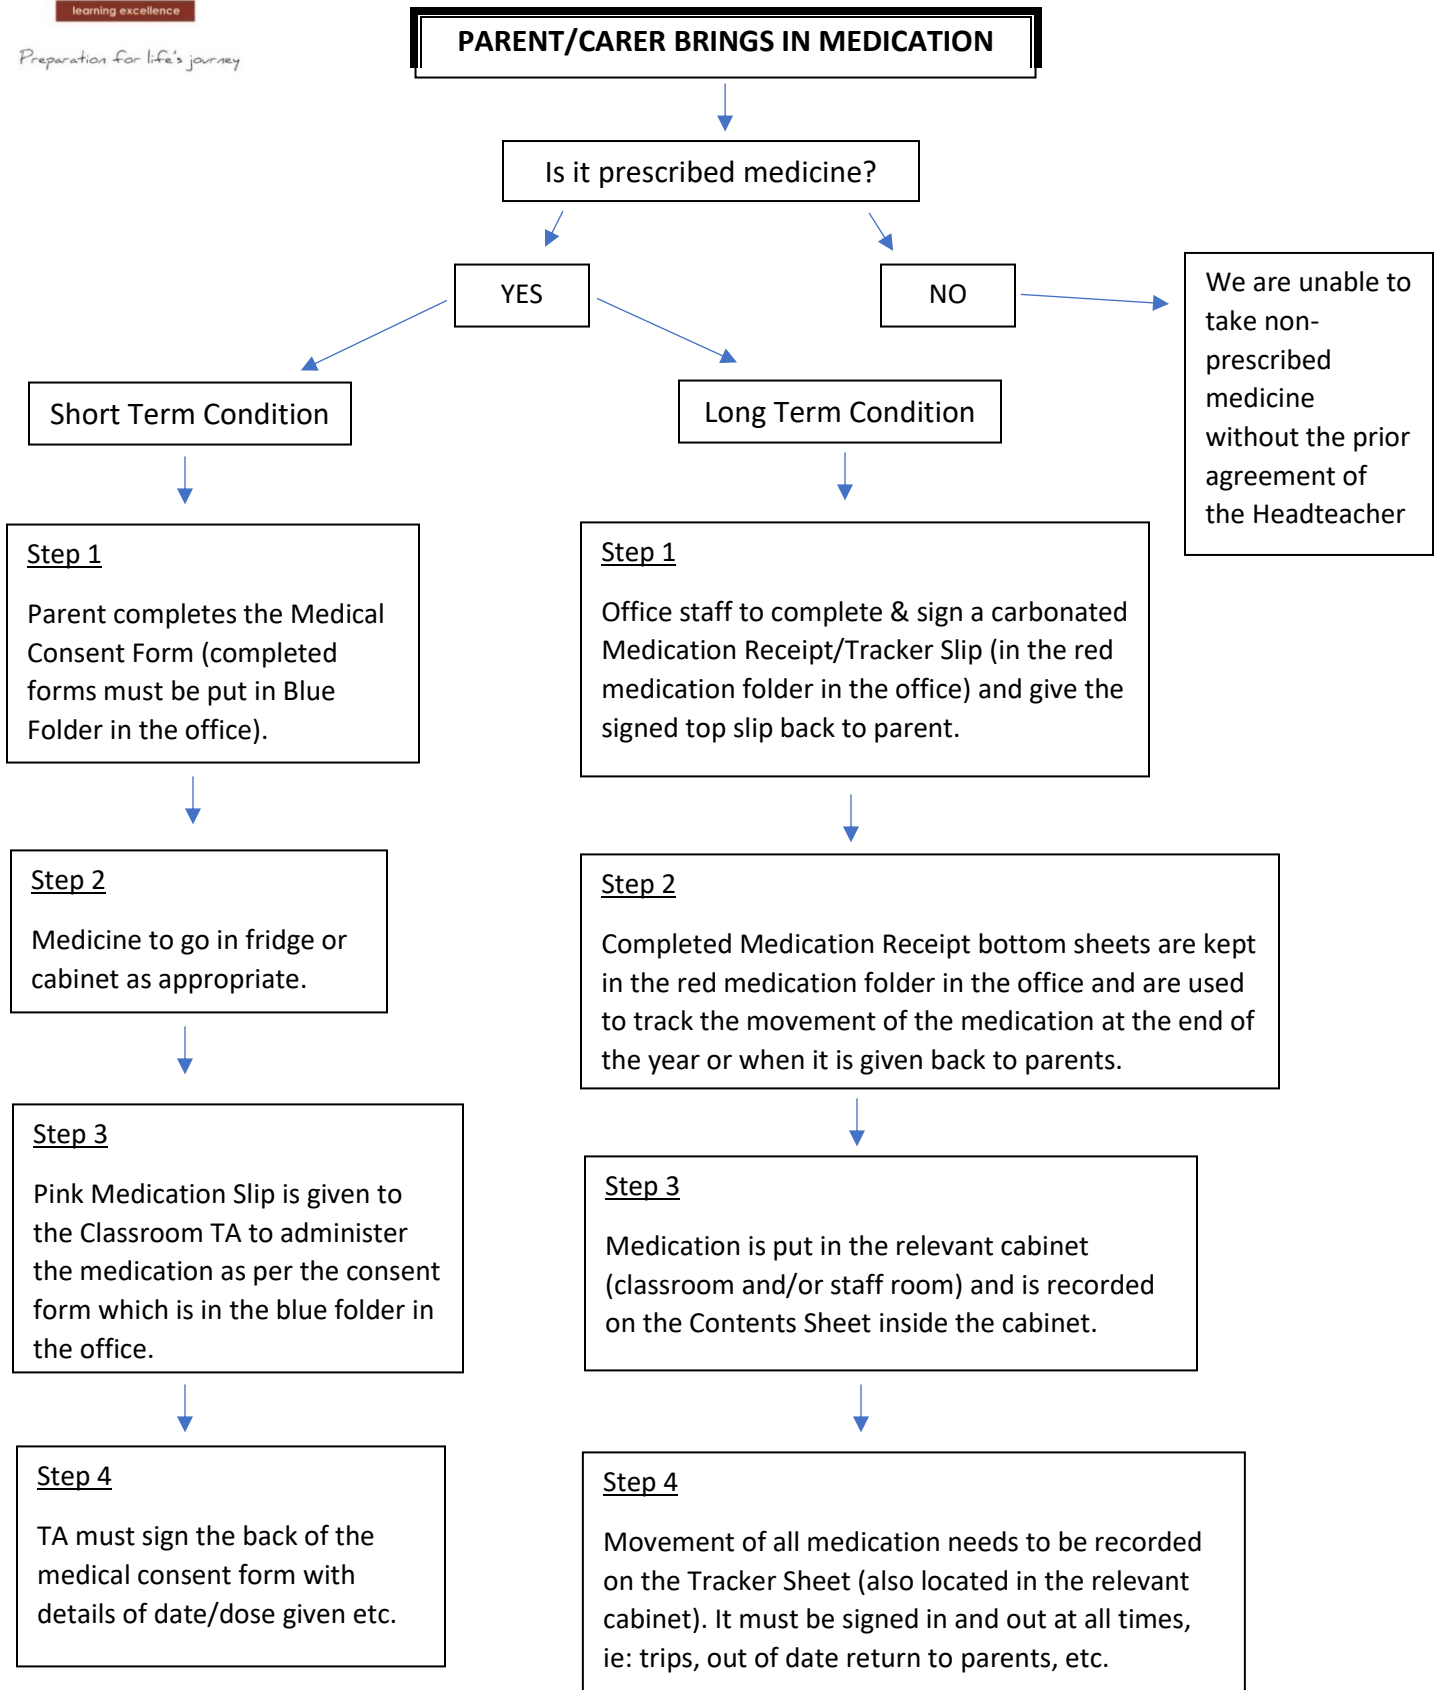 learning excellence
Preparation for life's journey
PARENT/CARER BRINGS IN MEDICATION
Is it prescribed medicine?
YES
NO
We are unable to
take non-
prescribed
medicine
without the prior
agreement of
the Headteacher
Short Term Condition
Long Term Condition
Step 1
Parent completes the Medical
Consent Form (completed
forms must be put in Blue
Folder in the office).
Step 2
Medicine to go in fridge or
cabinet as appropriate.
Step 3
Pink Medication Slip is given to
the Classroom TA to administer
the medication as per the consent
form which is in the blue folder in
the office.
Step 4
TA must sign the back of the
medical consent form with
details of date/dose given etc.
Step 1
Office staff to complete & sign a carbonated
Medication Receipt/Tracker Slip (in the red
medication folder in the office) and give the
signed top slip back to parent.
Step 2
Completed Medication Receipt bottom sheets are kept
in the red medication folder in the office and are used
to track the movement of the medication at the end of
the year or when it is given back to parents.
Step 3
Medication is put in the relevant cabinet
(classroom and/or staff room) and is recorded
on the Contents Sheet inside the cabinet.
Step 4
Movement of all medication needs to be recorded
on the Tracker Sheet (also located in the relevant
cabinet). It must be signed in and out at all times,
ie: trips, out of date return to parents, etc.